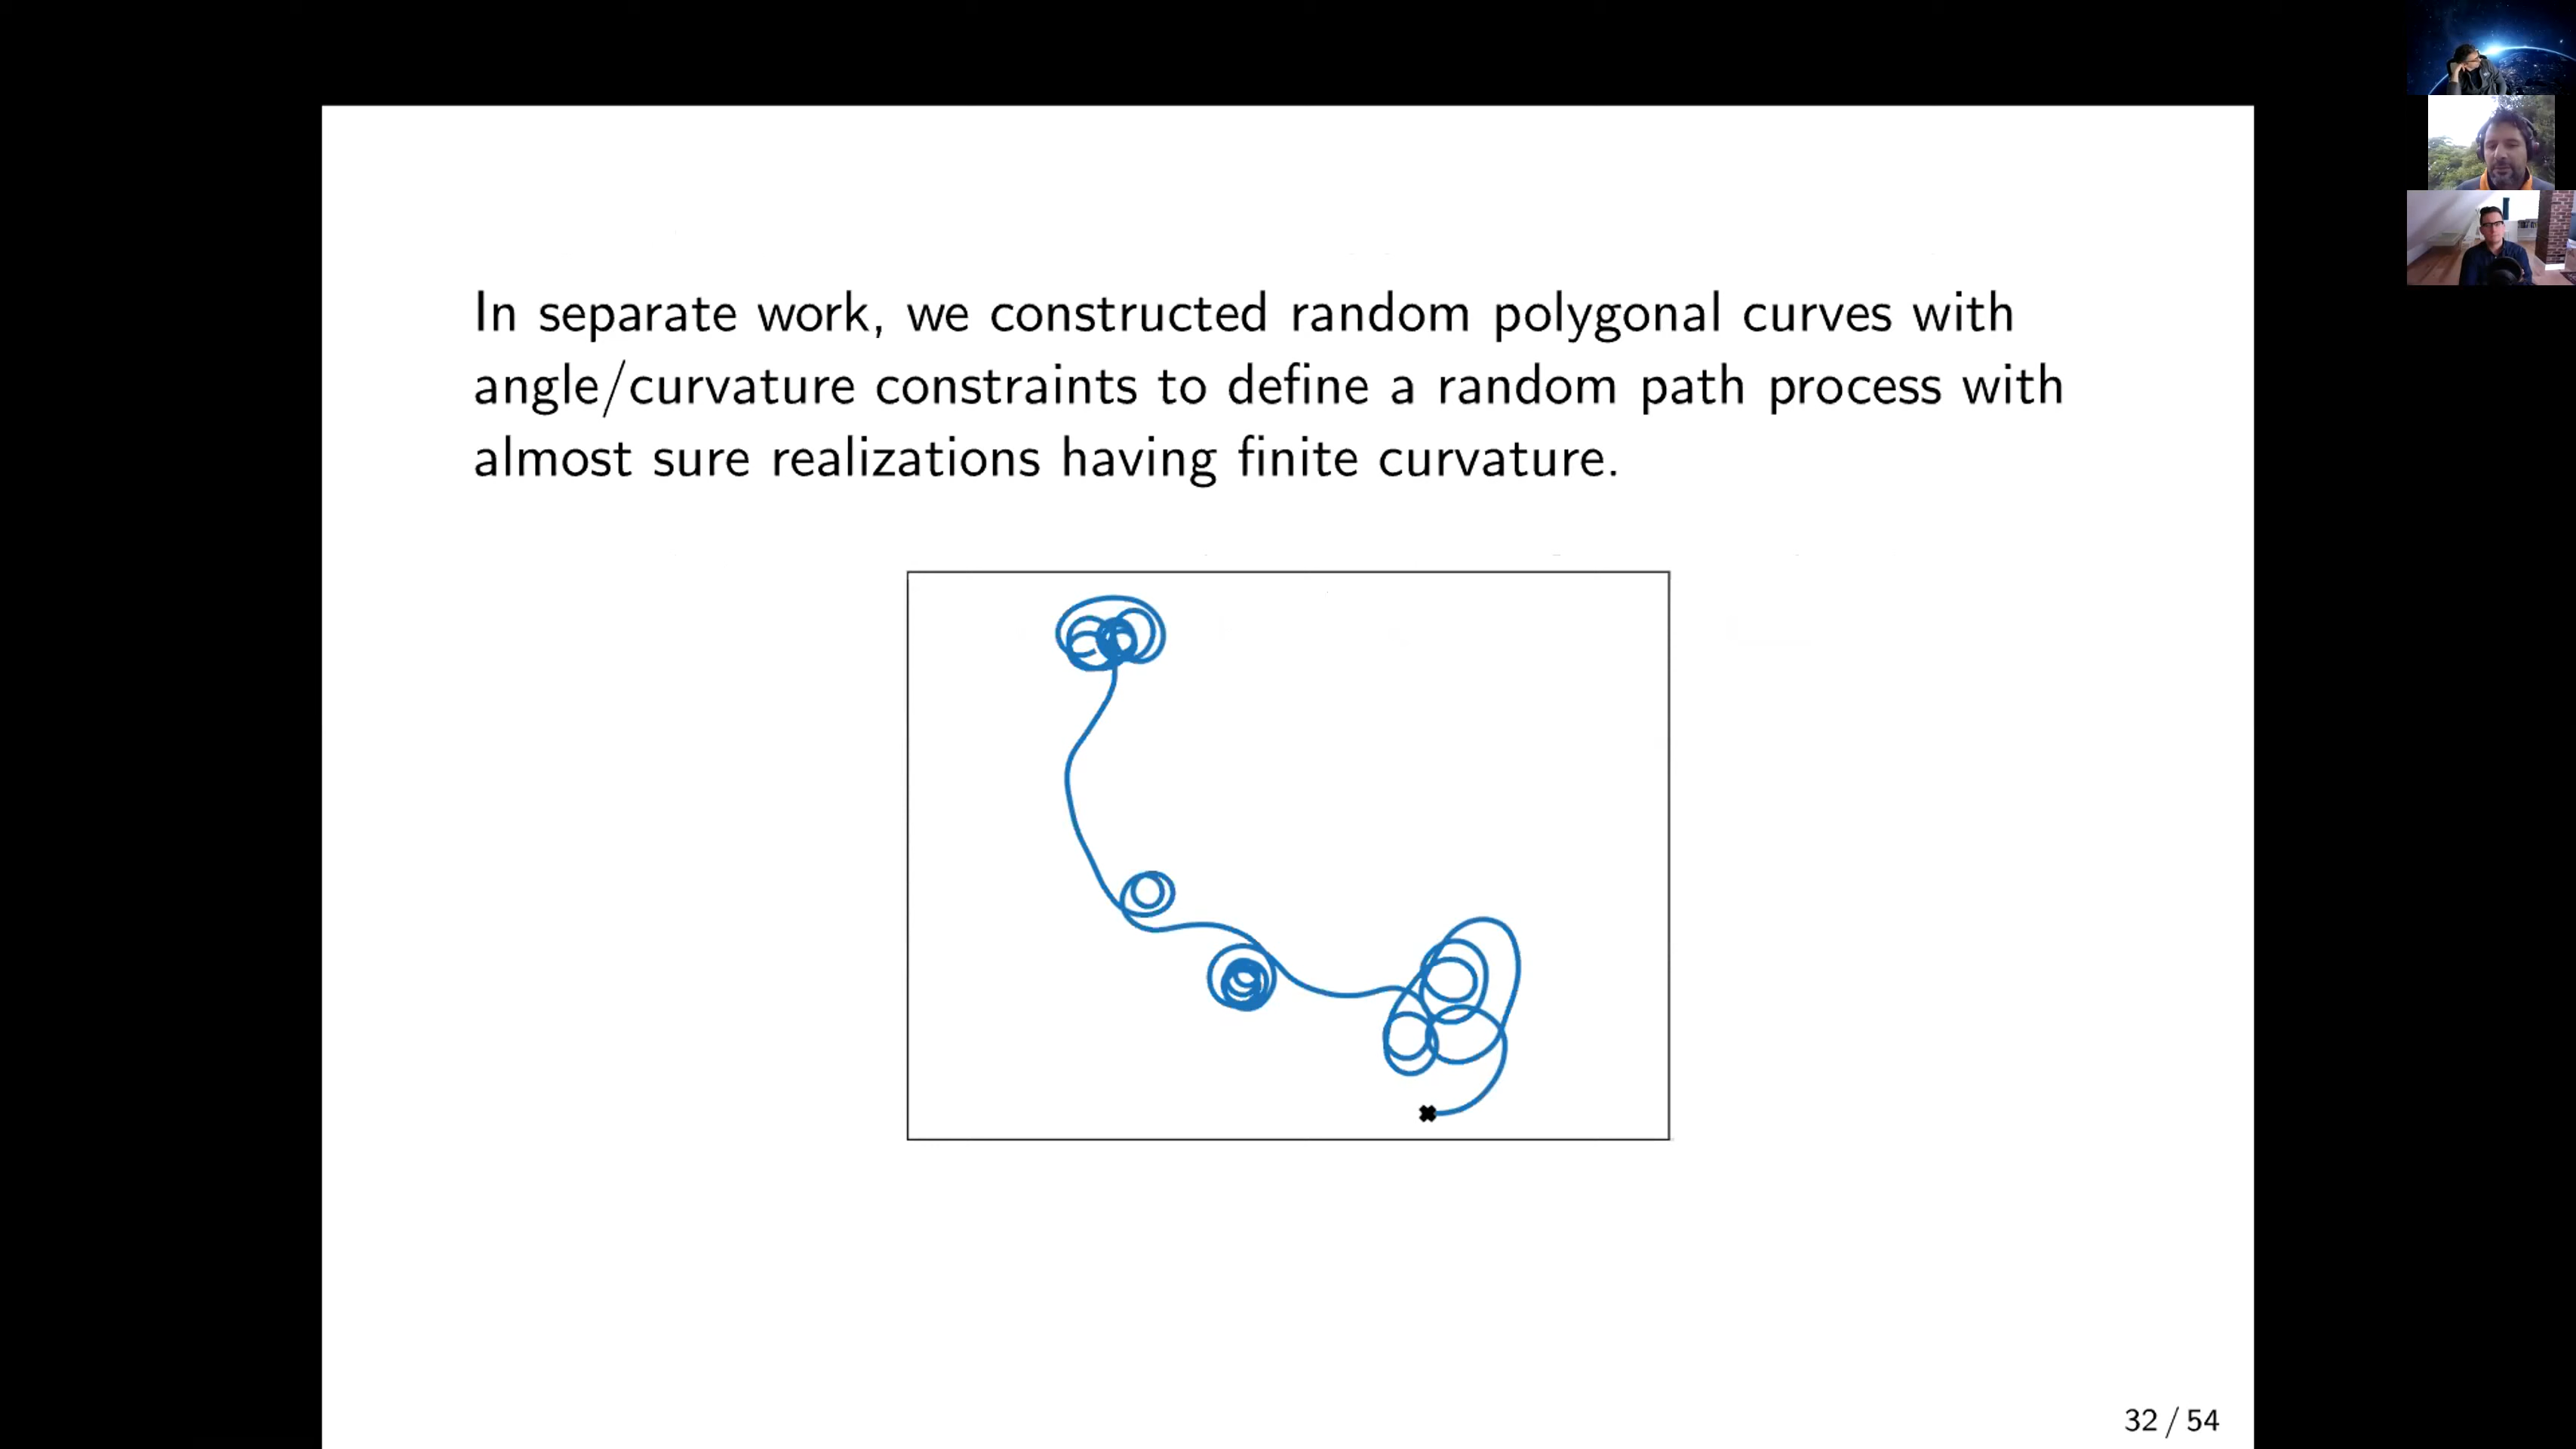 In separate work, we constructed random polygonal curves with
angle/curvature constraints to define a random path process with
almost sure realizations having finite curvature.
32 / 54